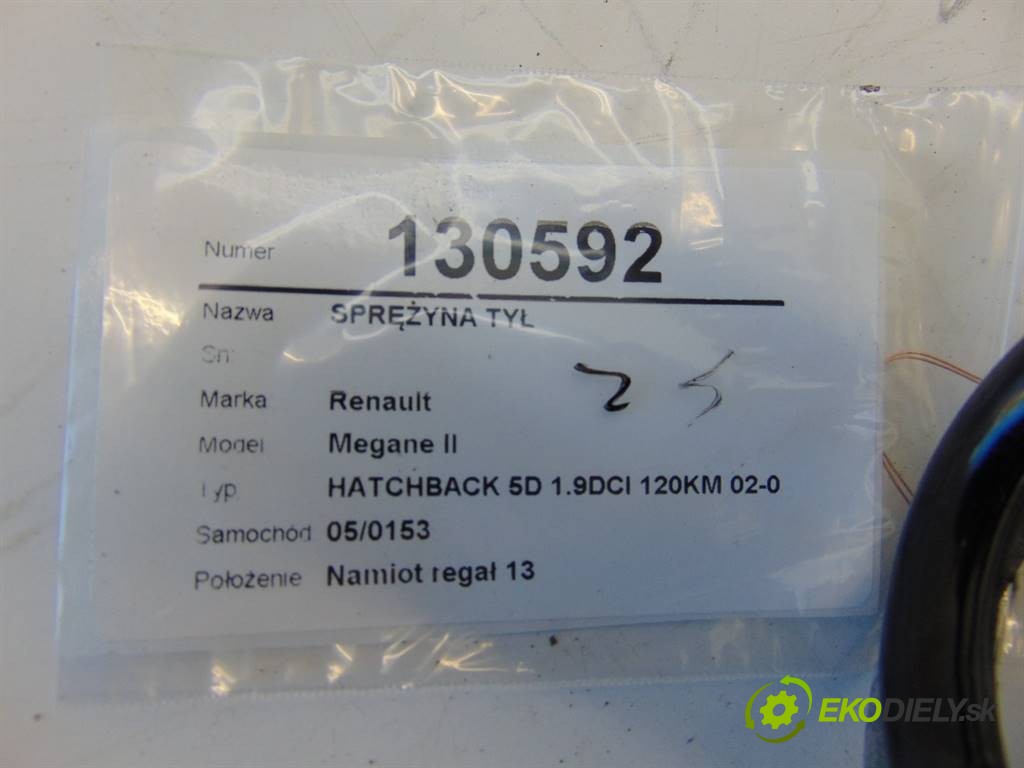 Numer 130592
Nazwa SPRĘŻYNA TYŁ
Sn:
Marka Renault
Model Megane II
Typ HATCHBACK 5D 1.9DCI 120KM 02-0
Samochód 05/0153
Położenie Namiot regał 13
EKODIELY.sk